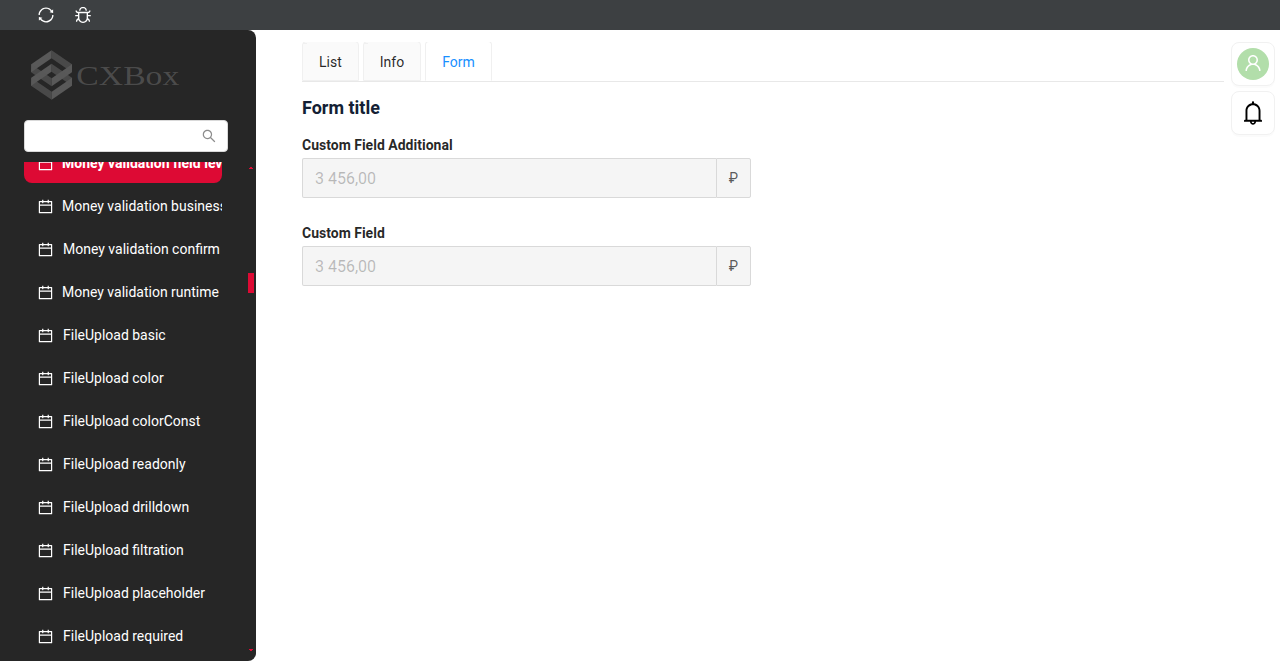 CXBox
Money validation field lev
Money validation business
Money validation confirm
Money validation runtime
FileUpload basic
FileUpload color
FileUpload colorConst
FileUpload readonly
FileUpload drilldown
FileUpload filtration
FileUpload placeholder
FileUpload required
List
Info
Form
Form title
Custom Field Additional
3 456,00 ₽
Custom Field
3 456,00 ₽